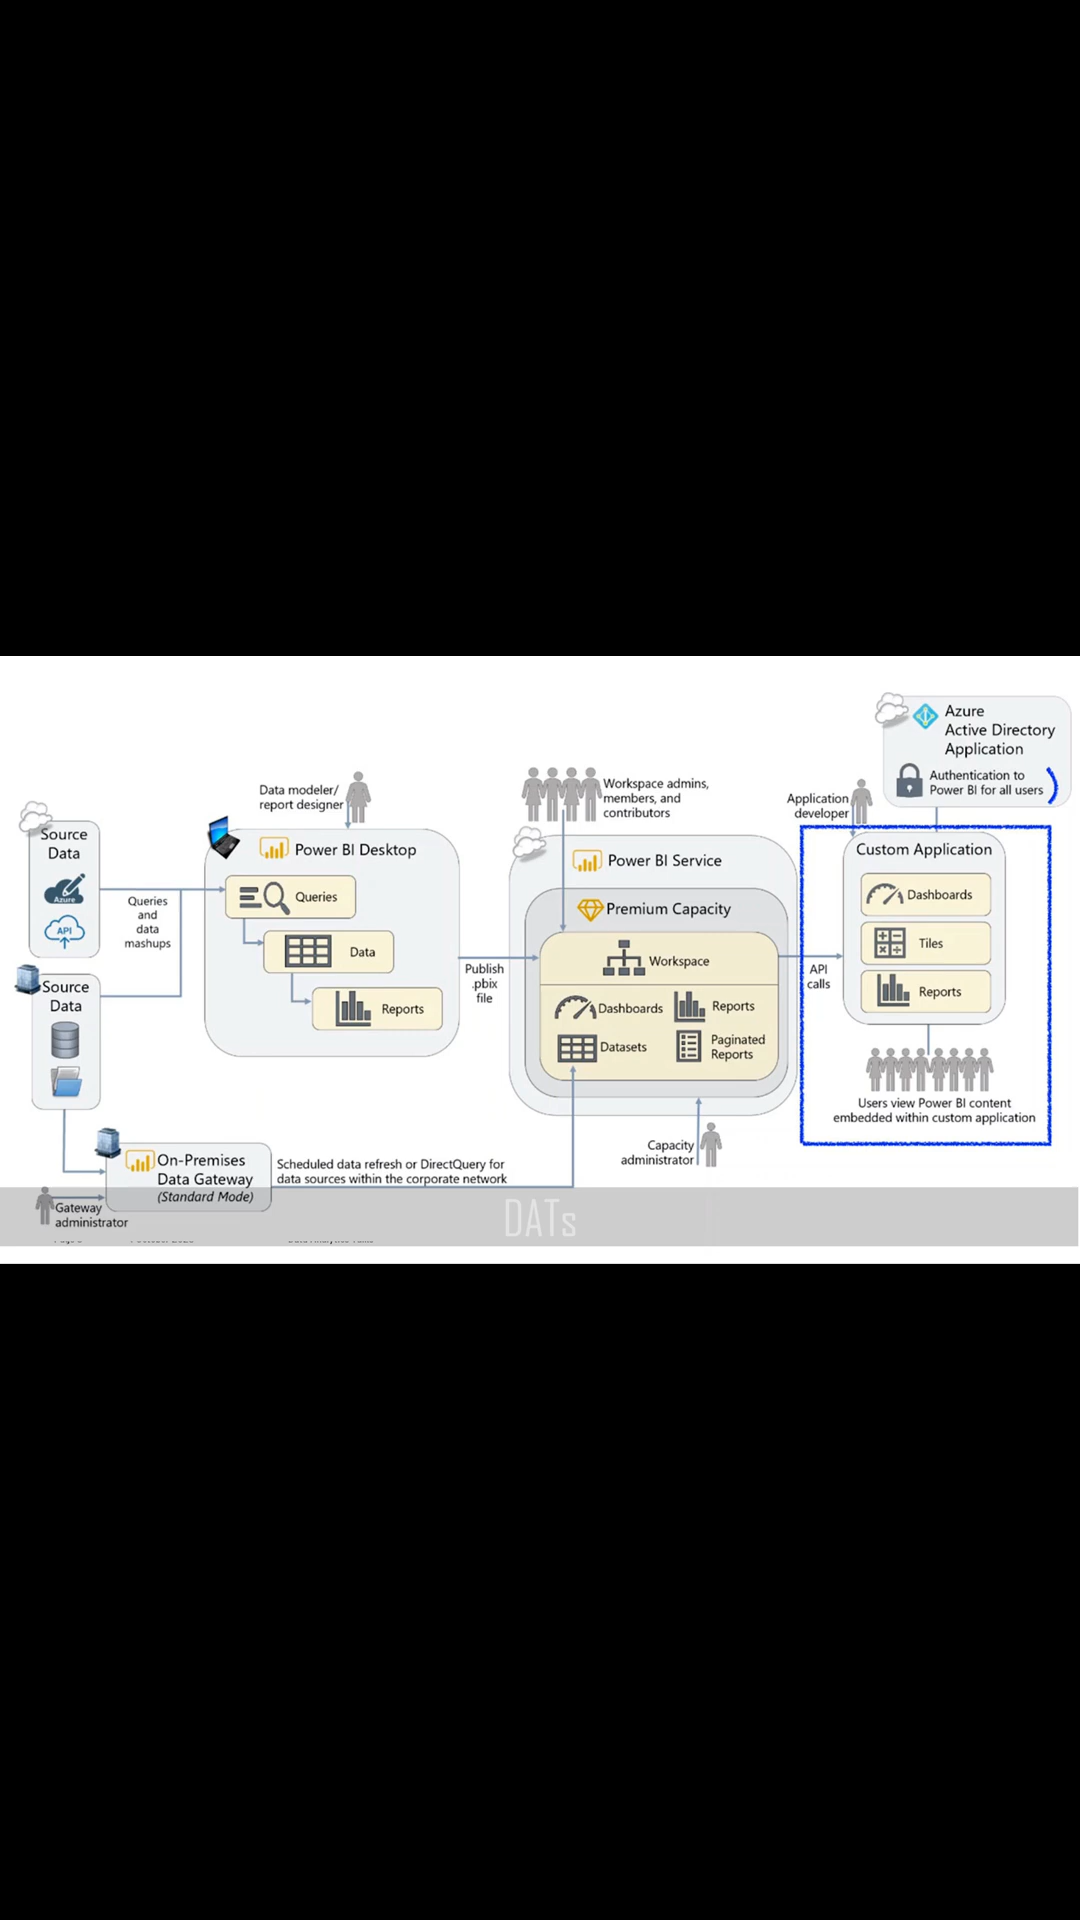 Azure
Active Directory
Application
Authentication to
Power BI for all users
Data modeler/
report designer
Workspace admins,
members, and
contributors
Application
developer
Source
Data
Azure
API
Queries
and
data
mashups
Source
Data
Power BI Desktop
Queries
Data
Reports
Publish
.pbix
file
Power BI Service
Premium Capacity
Workspace
Dashboards
Reports
Datasets
Paginated
Reports
API
calls
Custom Application
Dashboards
Tiles
Reports
Users view Power BI content
embedded within custom application
Capacity
administrator
On-Premises
Data Gateway
(Standard Mode)
Scheduled data refresh or DirectQuery for
data sources within the corporate network
Gateway
administrator
DATs